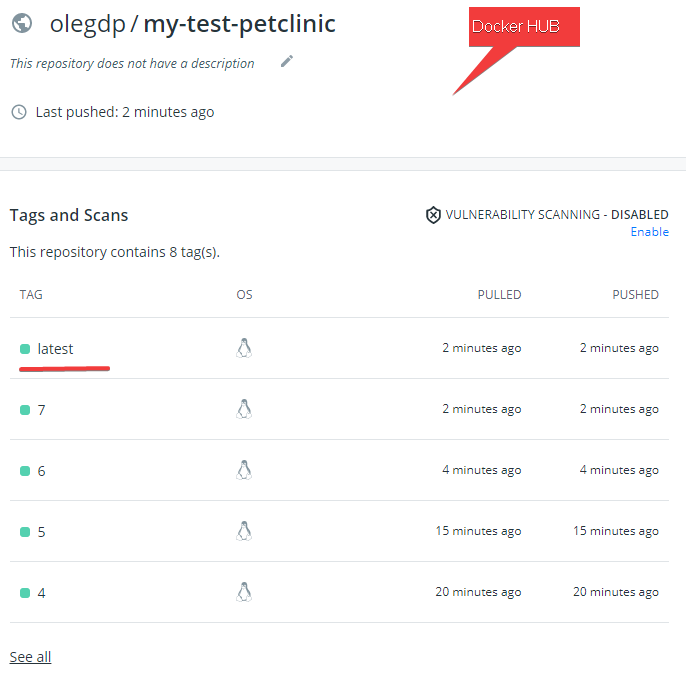 olegdp / my-test-petclinic
Docker HUB
This repository does not have a description
Last pushed: 2 minutes ago
Tags and Scans
VULNERABILITY SCANNING - DISABLED
Enable
This repository contains 8 tag(s).
TAG OS PULLED PUSHED
latest 2 minutes ago 2 minutes ago
7 2 minutes ago 2 minutes ago
6 4 minutes ago 4 minutes ago
5 15 minutes ago 15 minutes ago
4 20 minutes ago 20 minutes ago
See all